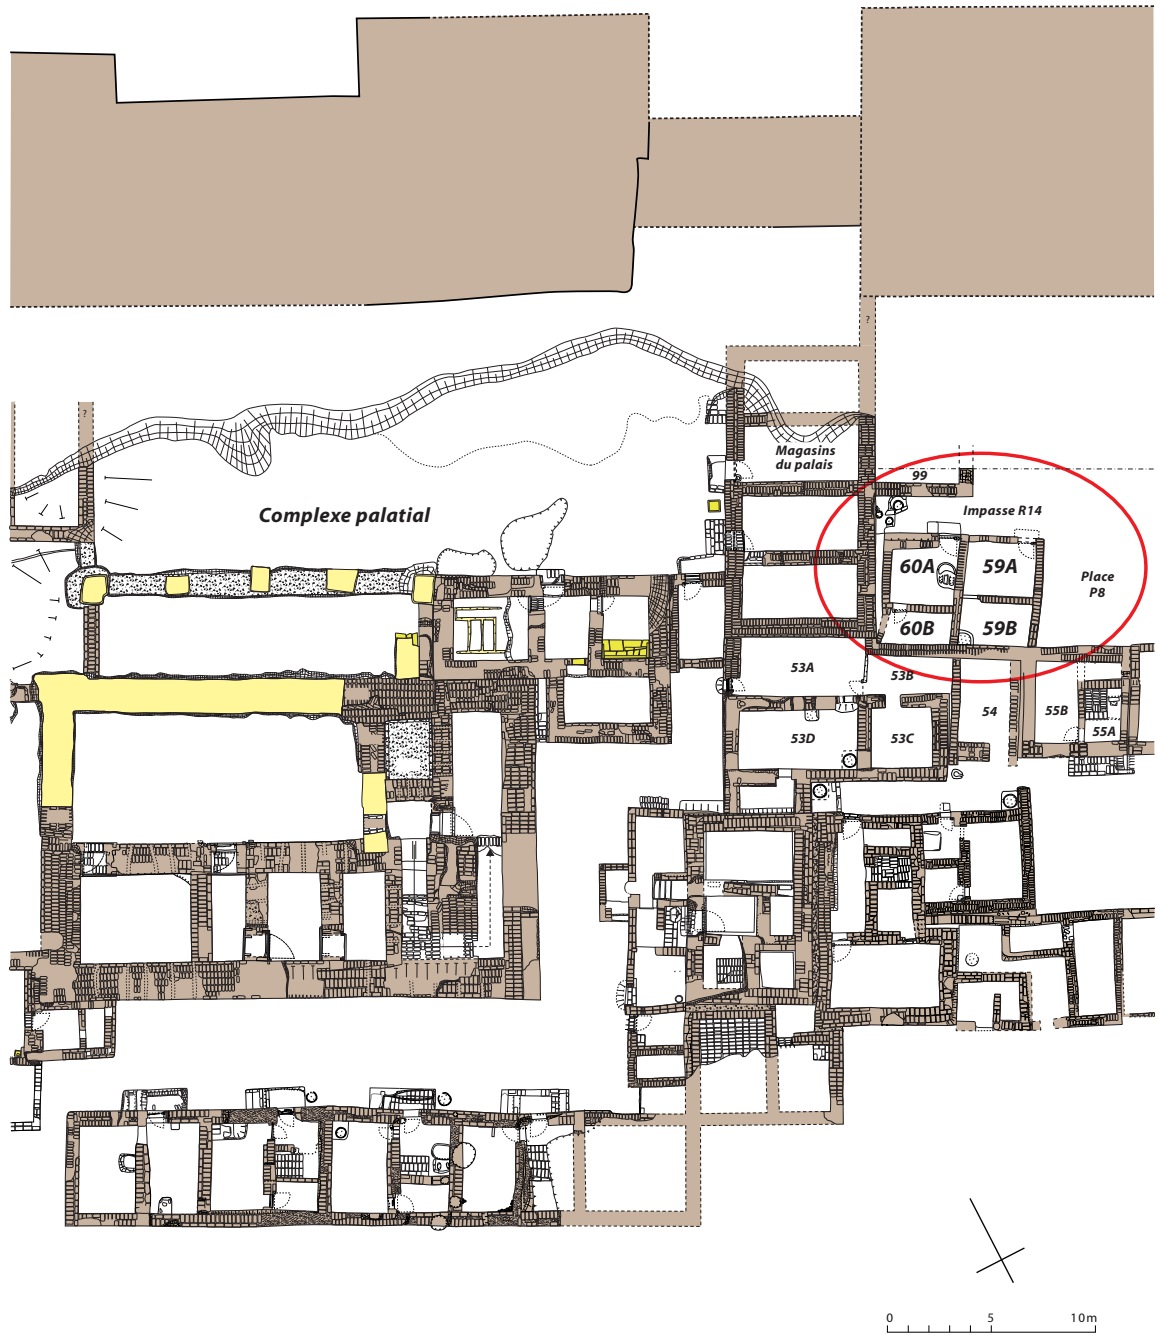 ?
?
Magasins
du palais
99
Complexe palatial
Impasse R14
60A
59A
Place
P8
60B
59B
53A
53B
54
55B
55A
53D
53C
0 5 10 m